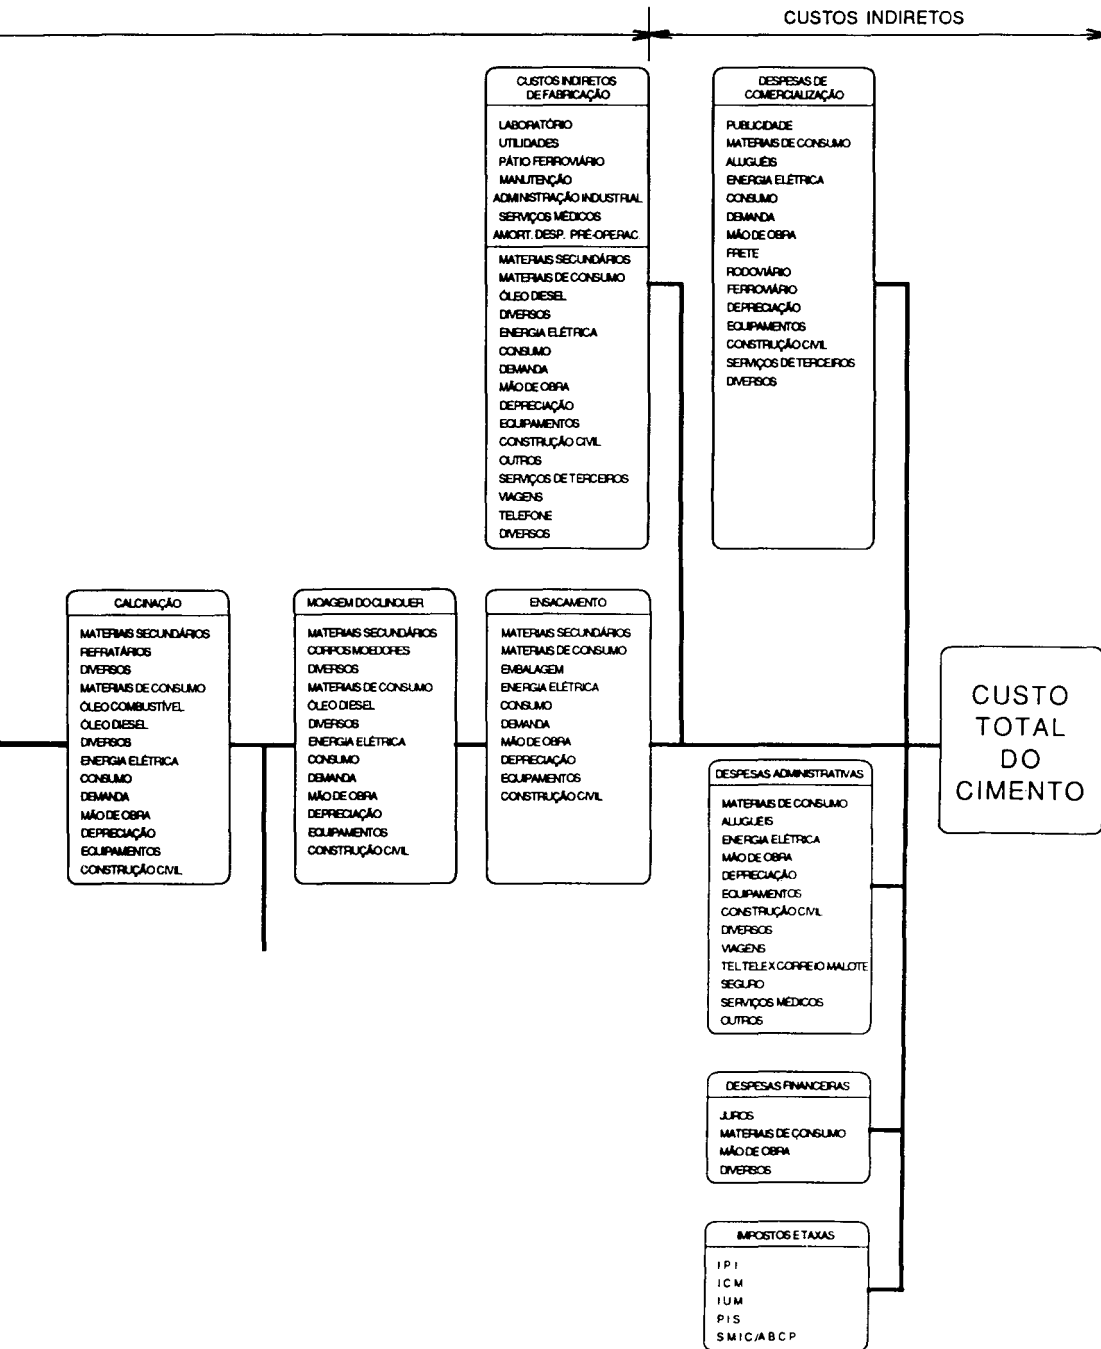 CUSTOS INDIRETOS
CUSTOS INDIRETOS
DE FABRICAÇÃO
LABORATÓRIO
UTILIDADES
PÁTIO FERROVIÁRIO
MANUTENÇÃO
ADMINISTRAÇÃO INDUSTRIAL
SERVIÇOS MÉDICOS
AMORT. DESP. PRÉ-OPERAC.
MATERIAIS SECUNDÁRIOS
MATERIAIS DE CONSUMO
ÓLEO DIESEL
DIVERSOS
ENERGIA ELÉTRICA
CONSUMO
DEMANDA
MÃO DE OBRA
DEPRECIAÇÃO
EQUIPAMENTOS
CONSTRUÇÃO CIVIL
OUTROS
SERVIÇOS DE TERCEIROS
VIAGENS
TELEFONE
DIVERSOS
DESPESAS DE
COMERCIALIZAÇÃO
PUBLICIDADE
MATERIAIS DE CONSUMO
ALUGUÉIS
ENERGIA ELÉTRICA
CONSUMO
DEMANDA
MÃO DE OBRA
FRETE
RODOVIÁRIO
FERROVIÁRIO
DEPRECIAÇÃO
EQUIPAMENTOS
CONSTRUÇÃO CIVIL
SERVIÇOS DE TERCEIROS
DIVERSOS
CALCINAÇÃO
MATERIAIS SECUNDÁRIOS
REFRATÁRIOS
DIVERSOS
MATERIAIS DE CONSUMO
ÓLEO COMBUSTÍVEL
ÓLEO DIESEL
DIVERSOS
ENERGIA ELÉTRICA
CONSUMO
DEMANDA
MÃO DE OBRA
DEPRECIAÇÃO
EQUIPAMENTOS
CONSTRUÇÃO CIVIL
MOAGEM DO CLINQUER
MATERIAIS SECUNDÁRIOS
CORPOS MOEDORES
DIVERSOS
MATERIAIS DE CONSUMO
ÓLEO DIESEL
DIVERSOS
ENERGIA ELÉTRICA
CONSUMO
DEMANDA
MÃO DE OBRA
DEPRECIAÇÃO
EQUIPAMENTOS
CONSTRUÇÃO CIVIL
ENSACAMENTO
MATERIAIS SECUNDÁRIOS
MATERIAIS DE CONSUMO
EMBALAGEM
ENERGIA ELÉTRICA
CONSUMO
DEMANDA
MÃO DE OBRA
DEPRECIAÇÃO
EQUIPAMENTOS
CONSTRUÇÃO CIVIL
CUSTO
TOTAL
DO
CIMENTO
DESPESAS ADMINISTRATIVAS
MATERIAIS DE CONSUMO
ALUGUÉIS
ENERGIA ELÉTRICA
MÃO DE OBRA
DEPRECIAÇÃO
EQUIPAMENTOS
CONSTRUÇÃO CIVIL
DIVERSOS
VIAGENS
TEL TELEX CORREIO MALOTE
SEGURO
SERVIÇOS MÉDICOS
OUTROS
DESPESAS FINANCEIRAS
JUROS
MATERIAIS DE CONSUMO
MÃO DE OBRA
DIVERSOS
IMPOSTOS E TAXAS
IPI
ICM
IUM
PIS
SMIC/ABCP